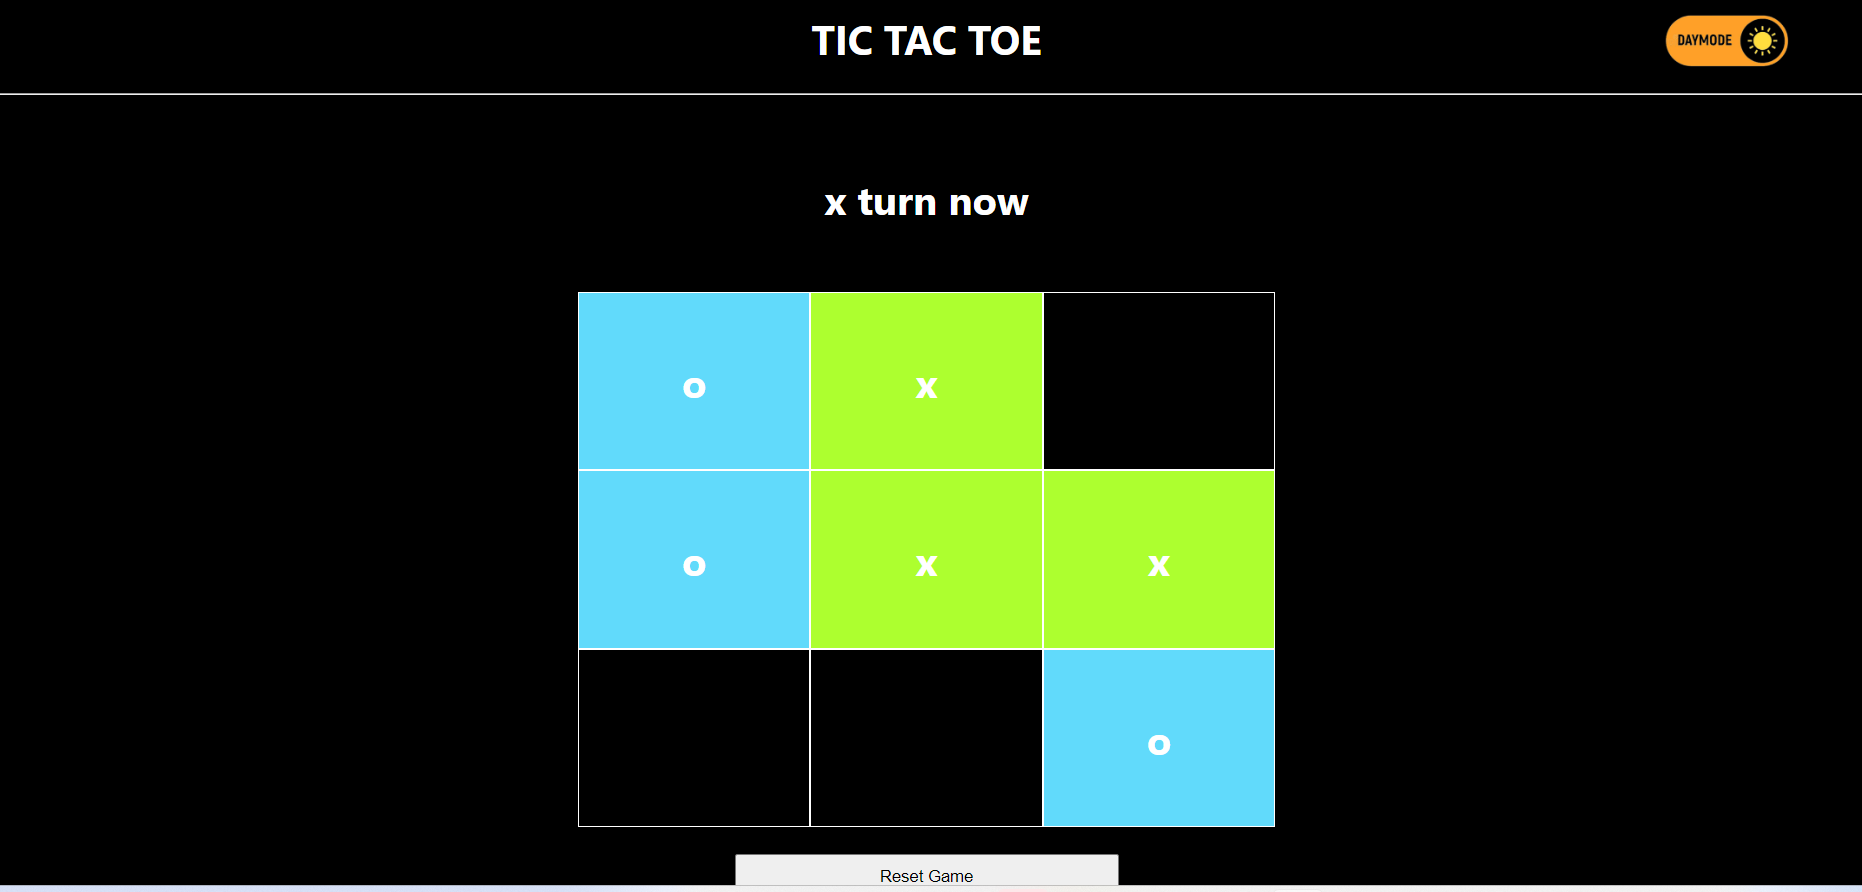 TIC TAC TOE
DAYMODE
x turn now
o x
o x x
o
Reset Game